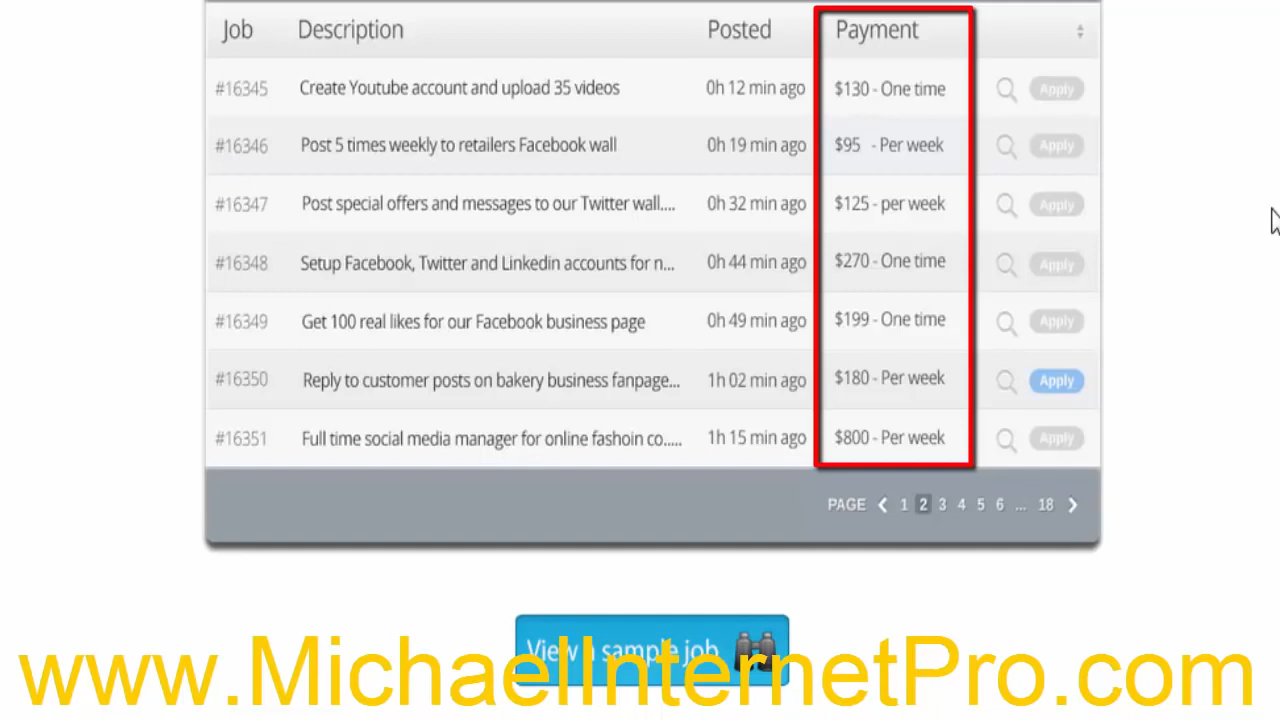 Job Description Posted Payment
#16345 Create Youtube account and upload 35 videos 0h 12 min ago $130 - One time Apply
#16346 Post 5 times weekly to retailers Facebook wall 0h 19 min ago $95 - Per week Apply
#16347 Post special offers and messages to our Twitter wall.... 0h 32 min ago $125 - per week Apply
#16348 Setup Facebook, Twitter and Linkedin accounts for n... 0h 44 min ago $270 - One time Apply
#16349 Get 100 real likes for our Facebook business page 0h 49 min ago $199 - One time Apply
#16350 Reply to customer posts on bakery business fanpage... 1h 02 min ago $180 - Per week Apply
#16351 Full time social media manager for online fashoin co..... 1h 15 min ago $800 - Per week Apply
PAGE 1 2 3 4 5 6 ... 18
View a sample job
www.MichaelInternetPro.com